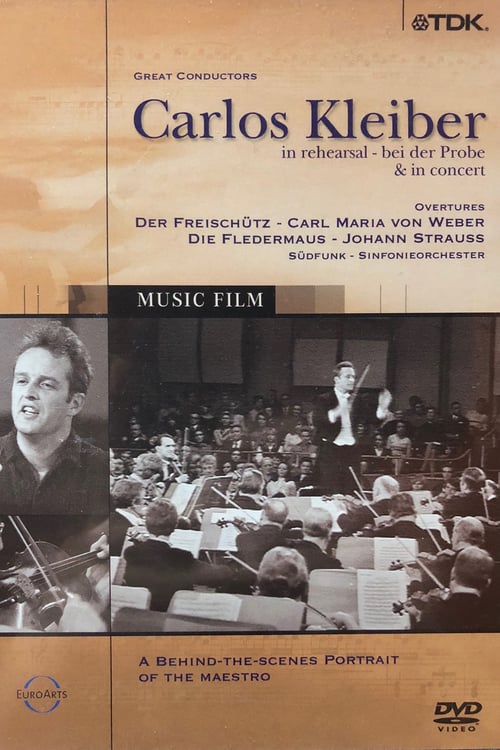 TDK®
GREAT CONDUCTORS
Carlos Kleiber
in rehearsal - bei der Probe
& in concert
OVERTURES
DER FREISCHÜTZ - CARL MARIA VON WEBER
DIE FLEDERMAUS - JOHANN STRAUSS
SÜDFUNK - SINFONIEORCHESTER
MUSIC FILM
A BEHIND-THE-SCENES PORTRAIT
OF THE MAESTRO
EUROARTS
DVD
VIDEO